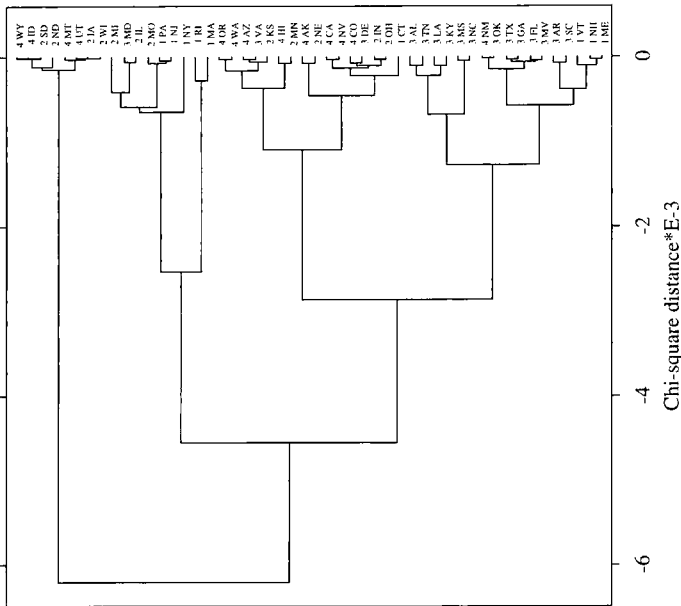 4 WY
4 ID
2 SD
2 ND
4 MT
4 UT
2 IA
2 WI
2 MI
3 MD
2 IL
2 MO
1 PA
1 NJ
1 NY
1 RI
1 MA
4 OR
4 WA
4 AZ
3 VA
2 KS
4 HI
2 MN
4 AK
2 NE
4 CA
4 NV
4 CO
3 DE
2 IN
2 OH
1 CT
3 AL
3 TN
3 LA
3 KY
3 MS
3 NC
4 NM
3 OK
3 TX
3 GA
3 FL
3 MV
3 AR
3 SC
1 VT
1 NH
1 ME
0
-2
-4
-6
Chi-square distance*E-3